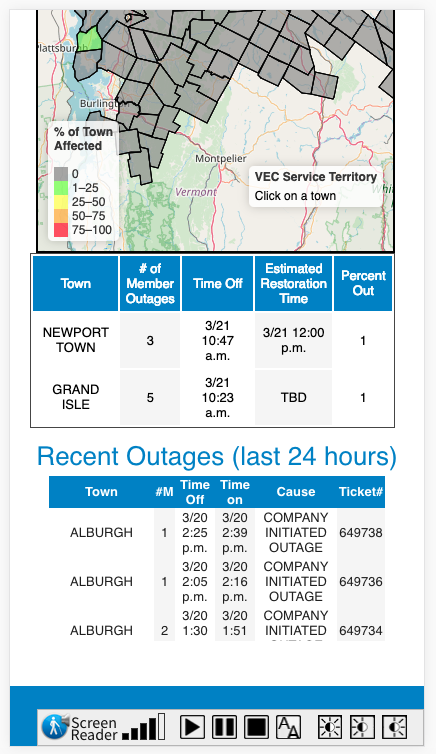 Plattsburgh
Burlington
% of Town
Affected
0
1–25
25–50
50–75
75–100
Montpelier
Vermont
VEC Service Territory
Click on a town
Town
# of
Member
Outages
Time Off
Estimated
Restoration
Time
Percent
Out
NEWPORT
TOWN
3
3/21
10:47
a.m.
3/21 12:00
p.m.
1
GRAND
ISLE
5
3/21
10:23
a.m.
TBD
1
Recent Outages (last 24 hours)
Town
#M
Time
Off
Time
on
Cause
Ticket#
ALBURGH
1
3/20
2:25
p.m.
3/20
2:39
p.m.
COMPANY
INITIATED
OUTAGE
649738
ALBURGH
1
3/20
2:05
p.m.
3/20
2:16
p.m.
COMPANY
INITIATED
OUTAGE
649736
ALBURGH
2
3/20
1:30
3/20
1:51
COMPANY
INITIATED
649734
Screen
Reader
AA